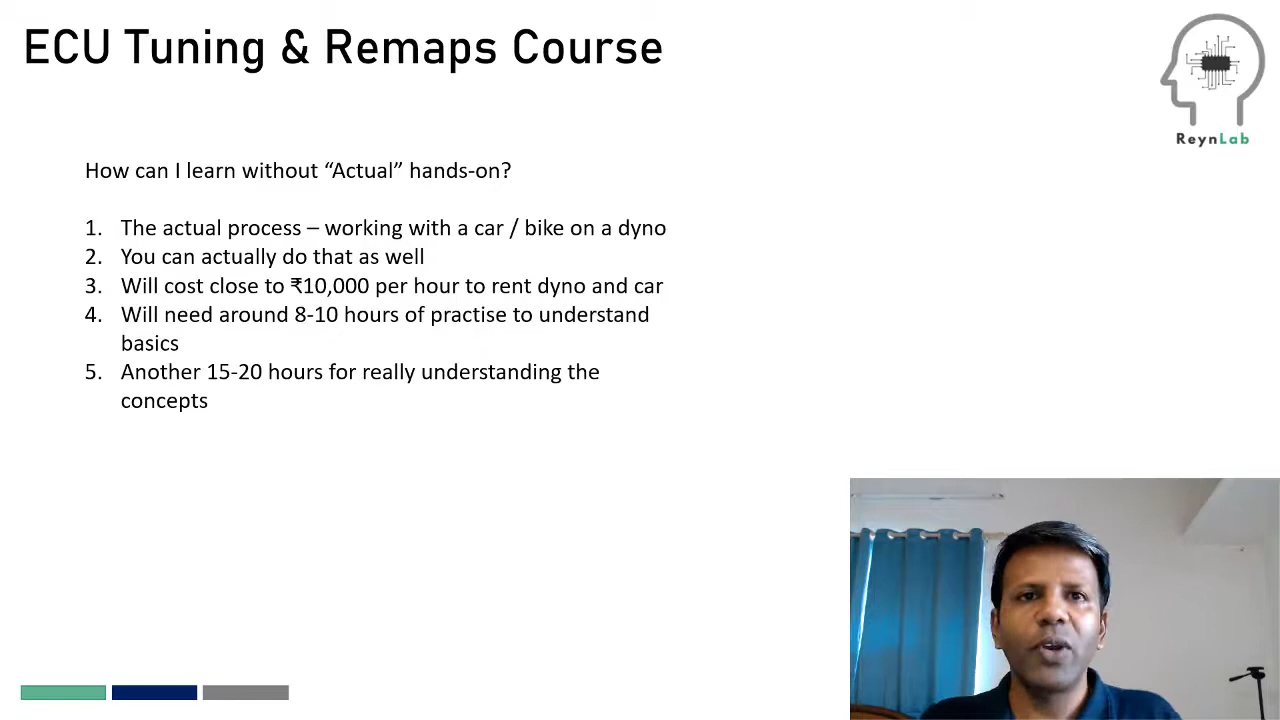 ECU Tuning & Remaps Course
ReynLab
How can I learn without “Actual” hands-on?
1. The actual process – working with a car / bike on a dyno
2. You can actually do that as well
3. Will cost close to ₹10,000 per hour to rent dyno and car
4. Will need around 8-10 hours of practise to understand
basics
5. Another 15-20 hours for really understanding the
concepts